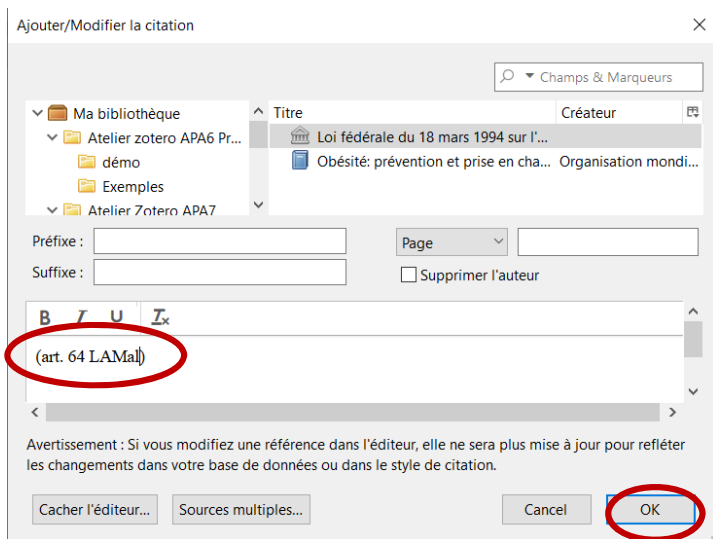 Ajouter/Modifier la citation
Champs & Marqueurs
Ma bibliothèque
Titre
Créateur
Atelier zotero APA6 Pr...
Loi fédérale du 18 mars 1994 sur l'...
démo
Obésité: prévention et prise en cha...
Organisation mondi...
Exemples
Atelier Zotero APA7
Préfixe :
Page
Suffixe :
Supprimer l'auteur
B I U Tx
(art. 64 LAMal)
Avertissement : Si vous modifiez une référence dans l'éditeur, elle ne sera plus mise à jour pour refléter
les changements dans votre base de données ou dans le style de citation.
Cacher l'éditeur...
Sources multiples...
Cancel
OK